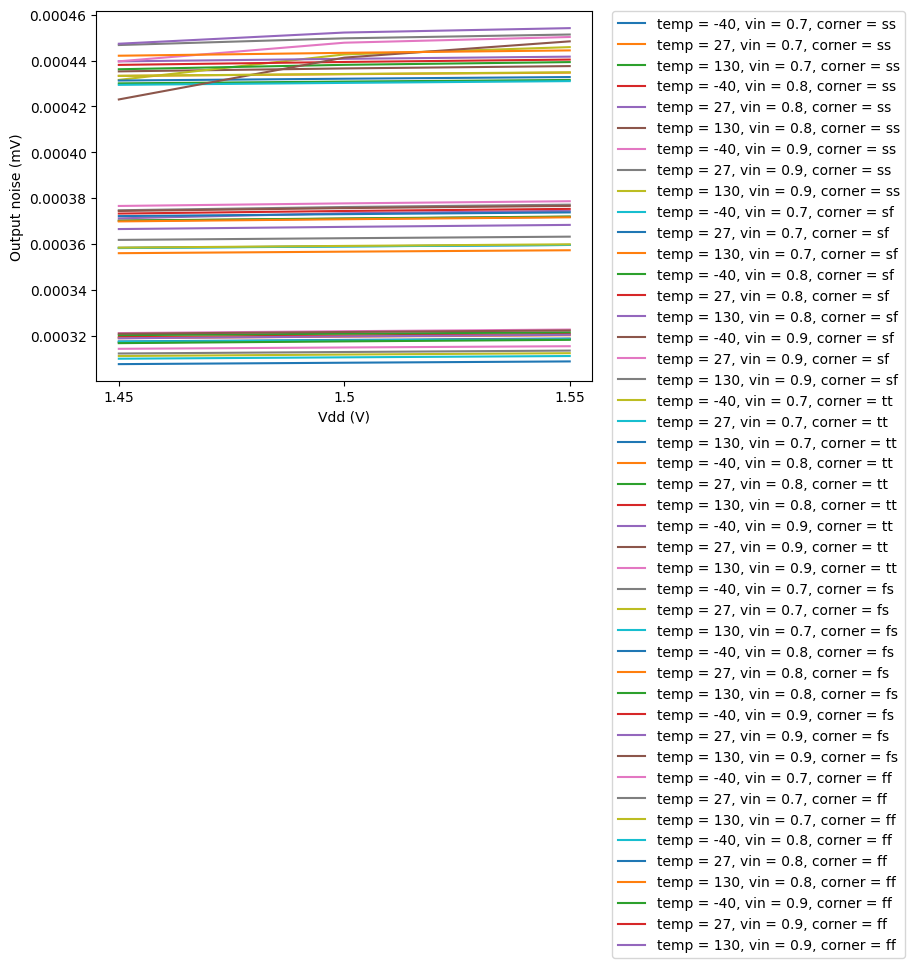 0.00046
0.00044
0.00042
0.00040
0.00038
0.00036
0.00034
0.00032
Output noise (mV)
1.45
1.5
1.55
Vdd (V)
temp = -40, vin = 0.7, corner = ss
temp = 27, vin = 0.7, corner = ss
temp = 130, vin = 0.7, corner = ss
temp = -40, vin = 0.8, corner = ss
temp = 27, vin = 0.8, corner = ss
temp = 130, vin = 0.8, corner = ss
temp = -40, vin = 0.9, corner = ss
temp = 27, vin = 0.9, corner = ss
temp = 130, vin = 0.9, corner = ss
temp = -40, vin = 0.7, corner = sf
temp = 27, vin = 0.7, corner = sf
temp = 130, vin = 0.7, corner = sf
temp = -40, vin = 0.8, corner = sf
temp = 27, vin = 0.8, corner = sf
temp = 130, vin = 0.8, corner = sf
temp = -40, vin = 0.9, corner = sf
temp = 27, vin = 0.9, corner = sf
temp = 130, vin = 0.9, corner = sf
temp = -40, vin = 0.7, corner = tt
temp = 27, vin = 0.7, corner = tt
temp = 130, vin = 0.7, corner = tt
temp = -40, vin = 0.8, corner = tt
temp = 27, vin = 0.8, corner = tt
temp = 130, vin = 0.8, corner = tt
temp = -40, vin = 0.9, corner = tt
temp = 27, vin = 0.9, corner = tt
temp = 130, vin = 0.9, corner = tt
temp = -40, vin = 0.7, corner = fs
temp = 27, vin = 0.7, corner = fs
temp = 130, vin = 0.7, corner = fs
temp = -40, vin = 0.8, corner = fs
temp = 27, vin = 0.8, corner = fs
temp = 130, vin = 0.8, corner = fs
temp = -40, vin = 0.9, corner = fs
temp = 27, vin = 0.9, corner = fs
temp = 130, vin = 0.9, corner = fs
temp = -40, vin = 0.7, corner = ff
temp = 27, vin = 0.7, corner = ff
temp = 130, vin = 0.7, corner = ff
temp = -40, vin = 0.8, corner = ff
temp = 27, vin = 0.8, corner = ff
temp = 130, vin = 0.8, corner = ff
temp = -40, vin = 0.9, corner = ff
temp = 27, vin = 0.9, corner = ff
temp = 130, vin = 0.9, corner = ff